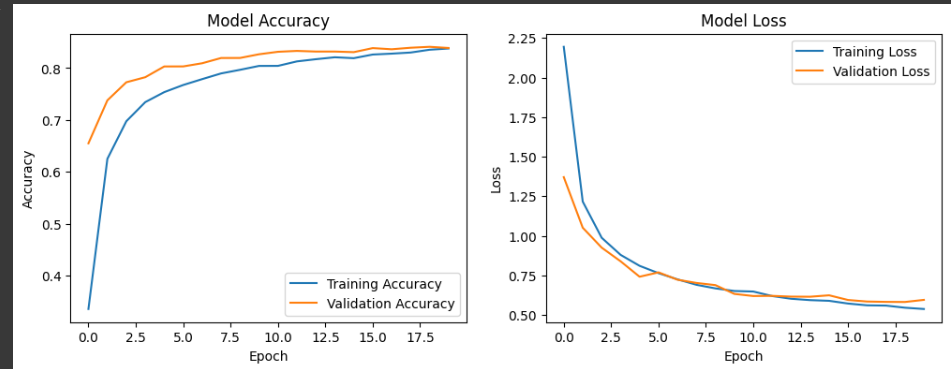 Model Accuracy
0.8
0.7
0.6
0.5
0.4
Accuracy
Training Accuracy
Validation Accuracy
0.0 2.5 5.0 7.5 10.0 12.5 15.0 17.5
Epoch
Model Loss
2.25
2.00
1.75
1.50
1.25
1.00
0.75
0.50
Loss
Training Loss
Validation Loss
0.0 2.5 5.0 7.5 10.0 12.5 15.0 17.5
Epoch